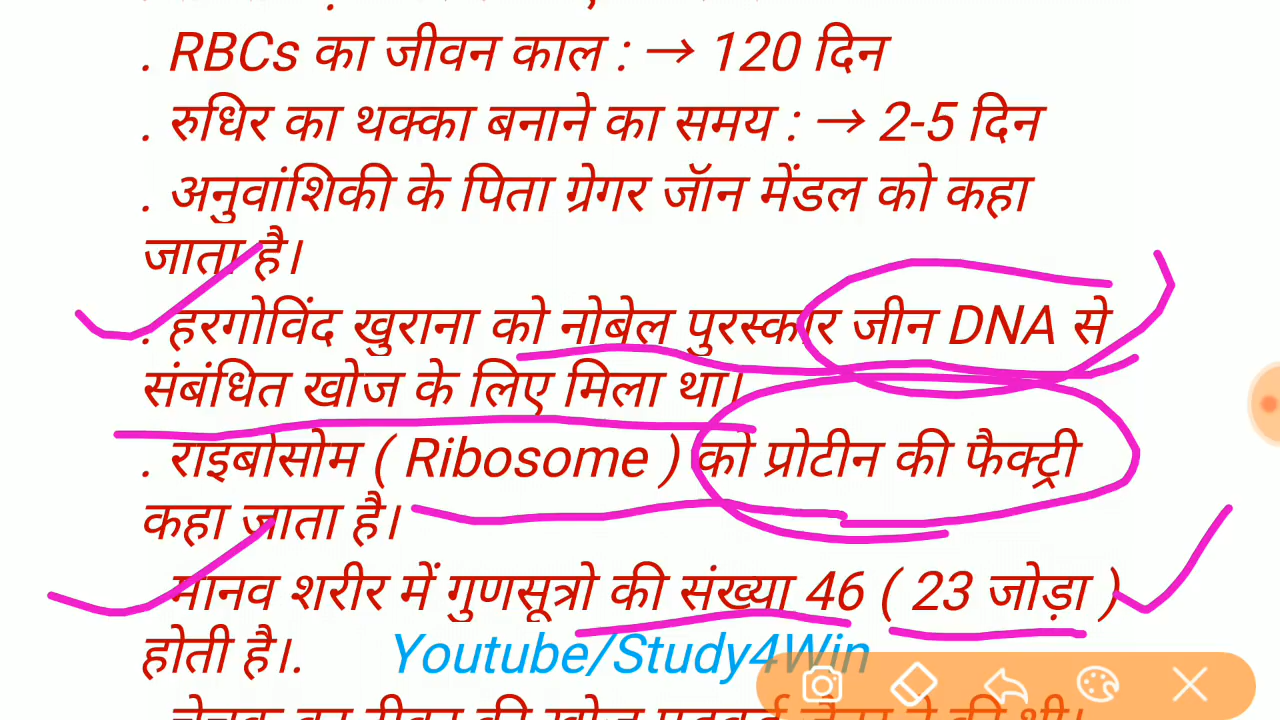 . RBCs का जीवन काल : → 120 दिन
. रुधिर का थक्का बनाने का समय : → 2-5 दिन
. अनुवांशिकी के पिता ग्रेगर जॉन मेंडल को कहा
जाता है।
. हरगोविंद खुराना को नोबेल पुरस्कार जीन DNA से
संबंधित खोज के लिए मिला था।
. राइबोसोम ( Ribosome ) को प्रोटीन की फैक्ट्री
कहा जाता है।
. मानव शरीर में गुणसूत्रो की संख्या 46 ( 23 जोड़ा )
होती है।.
Youtube/Study4Win